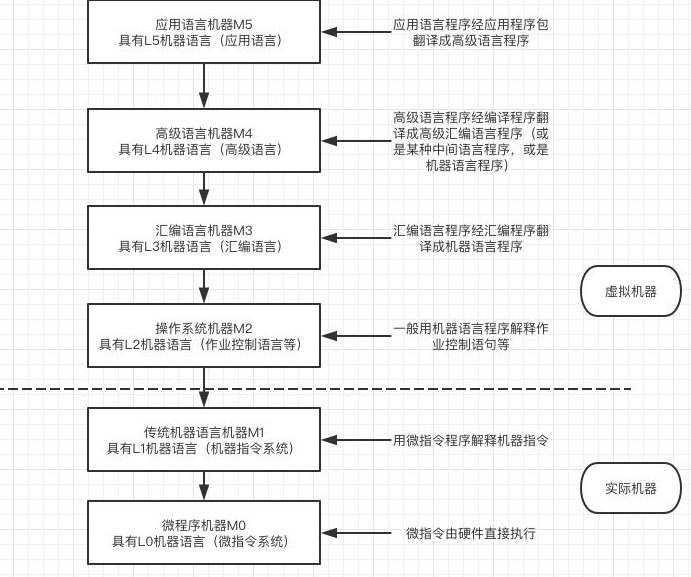 应用语言机器M5
具有L5机器语言（应用语言）
应用语言程序经应用程序包
翻译成高级语言程序
高级语言机器M4
具有L4机器语言（高级语言）
高级语言程序经编译程序翻
译成高级汇编语言程序（或
是某种中间语言程序，或是
机器语言程序）
汇编语言机器M3
具有L3机器语言（汇编语言）
汇编语言程序经汇编程序翻
译成机器语言程序
虚拟机器
操作系统机器M2
具有L2机器语言（作业控制语言等）
一般用机器语言程序解释作
业控制语句等
传统机器语言机器M1
具有L1机器语言（机器指令系统）
用微指令程序解释机器指令
实际机器
微程序机器M0
具有L0机器语言（微指令系统）
微指令由硬件直接执行